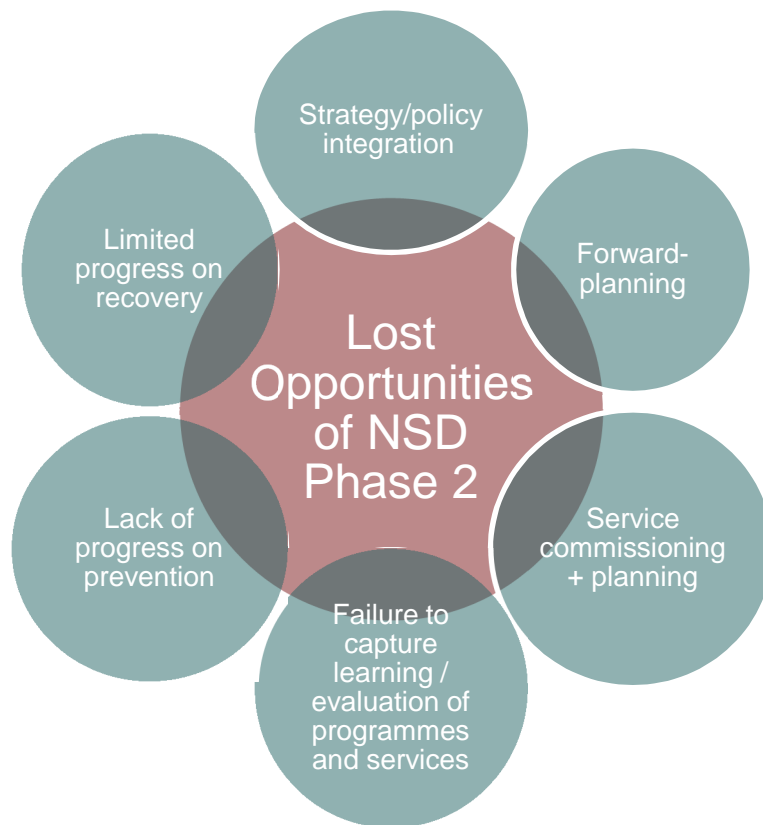 Strategy/policy
integration
Forward-
planning
Service
commissioning
+ planning
Failure to
capture
learning /
evaluation of
programmes
and services
Lack of
progress on
prevention
Limited
progress on
recovery
Lost
Opportunities
of NSD
Phase 2